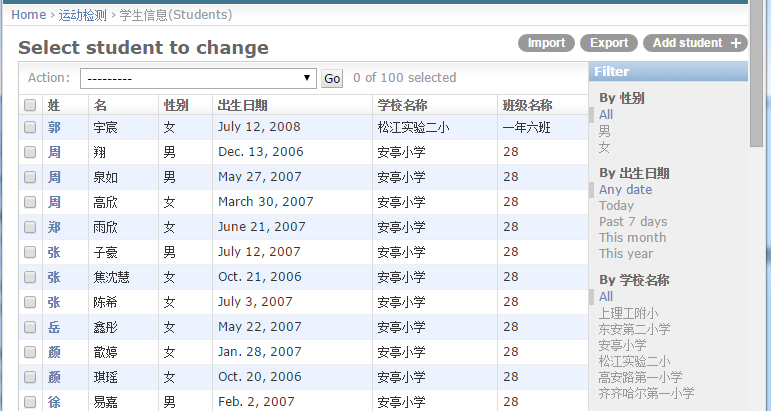 Home › 运动检测 › 学生信息(Students)
Select student to change
Import Export Add student +
Action: --------- Go 0 of 100 selected
姓 名 性别 出生日期 学校名称 班级名称
郭 宇宸 女 July 12, 2008 松江实验二小 一年六班
周 翔 男 Dec. 13, 2006 安亭小学 28
周 泉如 男 May 27, 2007 安亭小学 28
周 高欣 女 March 30, 2007 安亭小学 28
郑 雨欣 女 June 21, 2007 安亭小学 28
张 子豪 男 July 12, 2007 安亭小学 28
张 焦沈慧 女 Oct. 21, 2006 安亭小学 28
张 陈希 女 July 3, 2007 安亭小学 28
岳 鑫彤 女 May 22, 2007 安亭小学 28
颜 歆婷 女 Jan. 28, 2007 安亭小学 28
颜 琪瑶 女 Oct. 20, 2006 安亭小学 28
徐 易嘉 男 Feb. 2, 2007 安亭小学 28
Filter
By 性别
All
男
女
By 出生日期
Any date
Today
Past 7 days
This month
This year
By 学校名称
All
上理工附小
东安第二小学
安亭小学
松江实验二小
高安路第一小学
齐齐哈尔第一小学